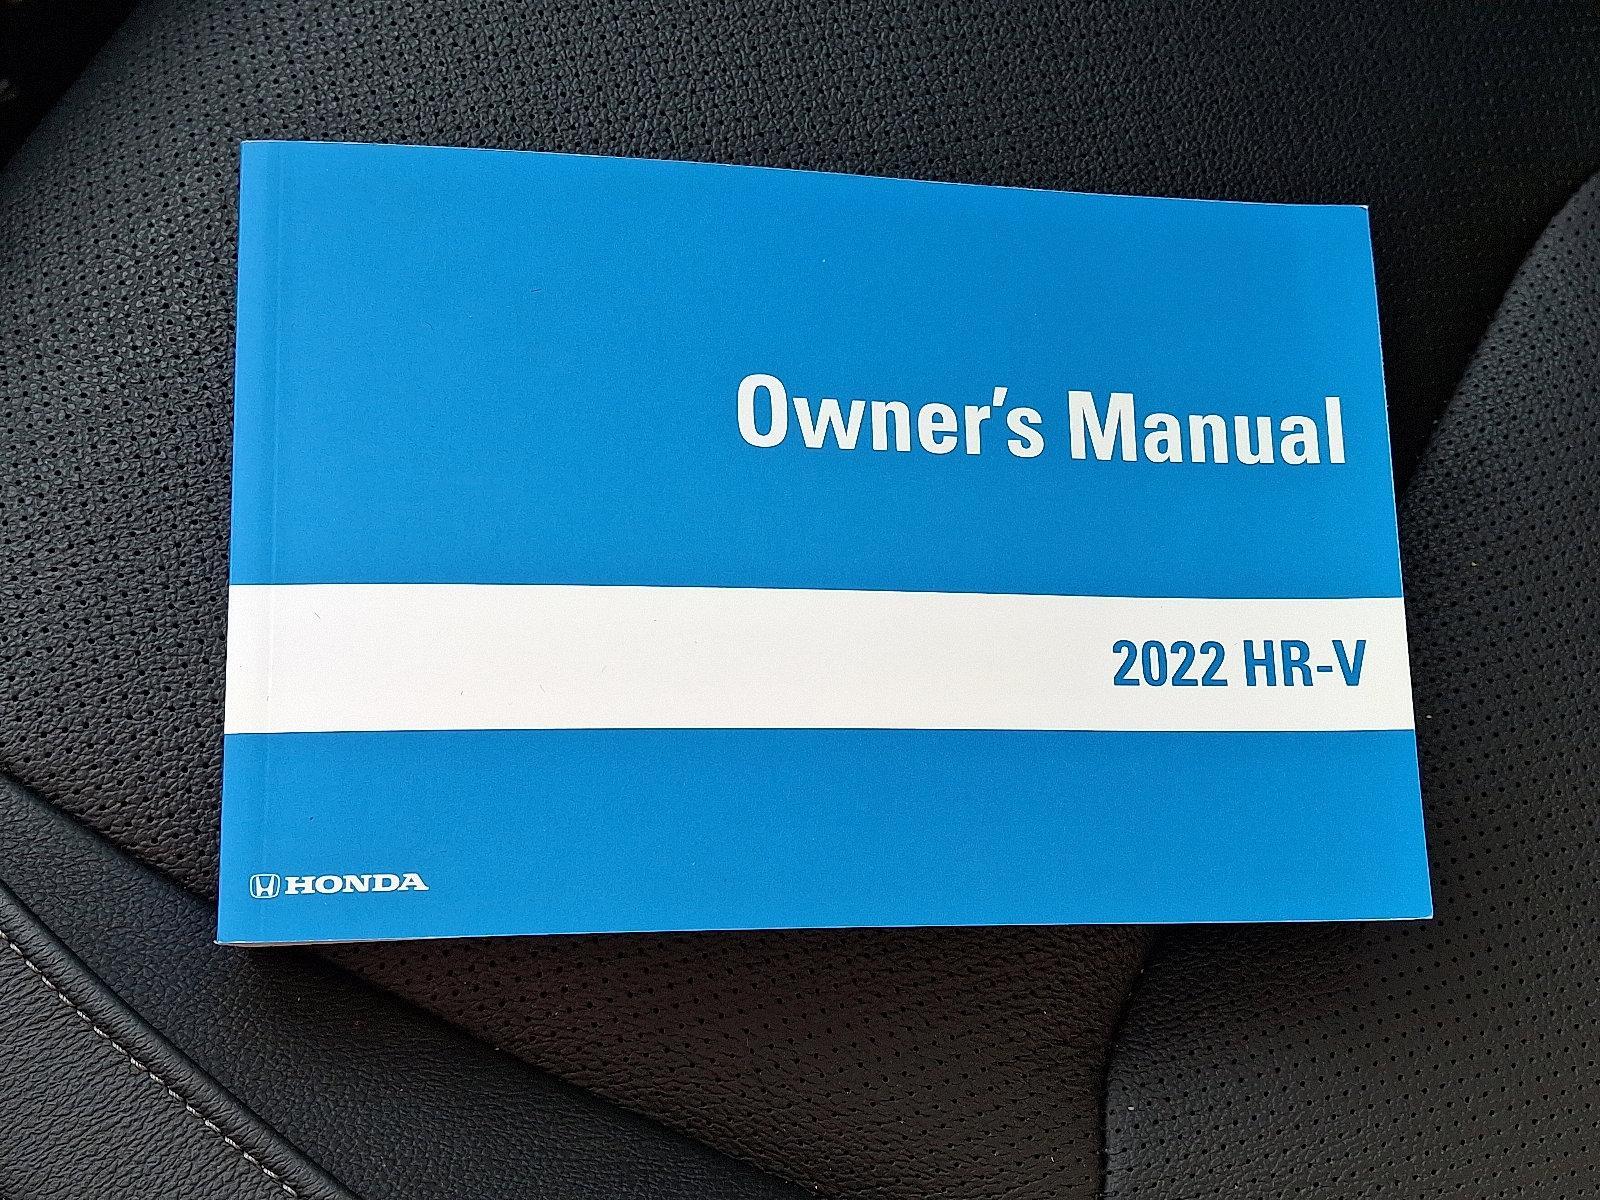 Owner's Manual
2022 HR-V
HONDA